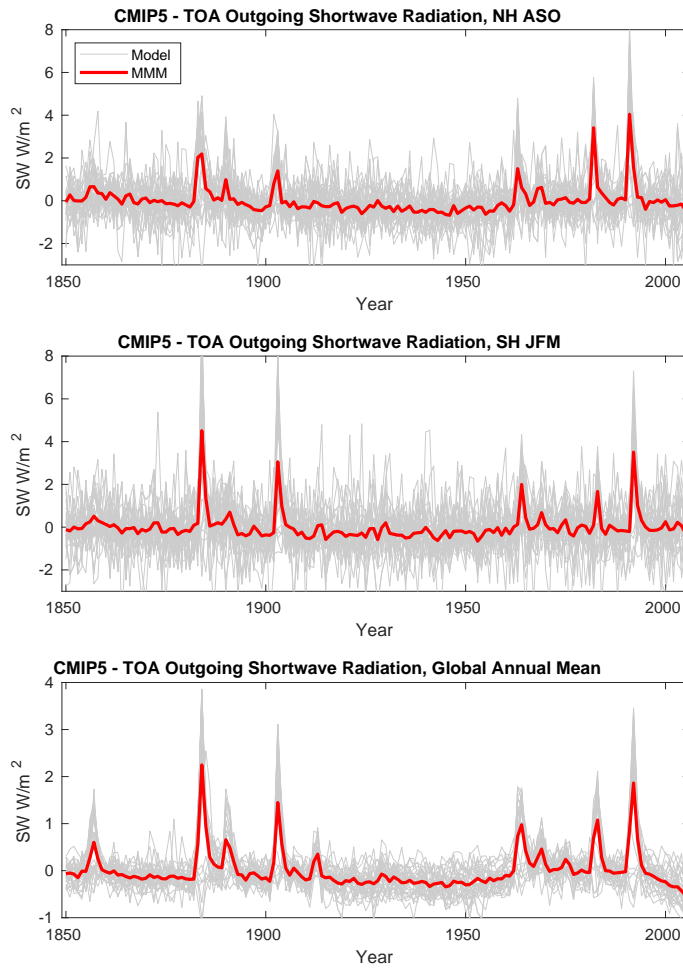 CMIP5 - TOA Outgoing Shortwave Radiation, NH ASO
8
6
4
2
0
-2
SW W/m 2
Model
MMM
1850 1900 1950 2000
Year
CMIP5 - TOA Outgoing Shortwave Radiation, SH JFM
8
6
4
2
0
-2
SW W/m 2
1850 1900 1950 2000
Year
CMIP5 - TOA Outgoing Shortwave Radiation, Global Annual Mean
4
3
2
1
0
-1
SW W/m 2
1850 1900 1950 2000
Year